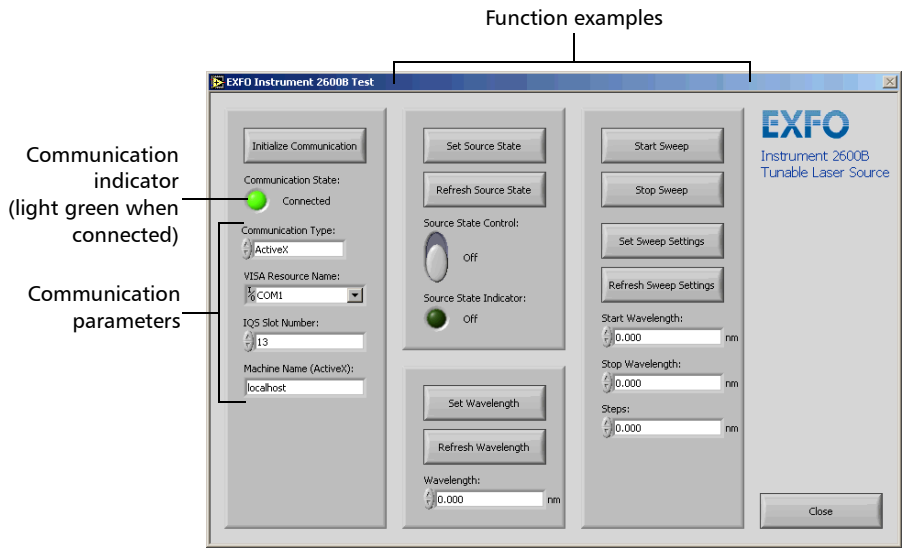 Function examples
EXFO Instrument 2600B Test
Communication
indicator
(light green when
connected)
Communication
parameters
Initialize Communication
Communication State:
Connected
Communication Type:
ActiveX
VISA Resource Name:
COM1
IQS Slot Number:
13
Machine Name (ActiveX):
localhost
Set Source State
Refresh Source State
Source State Control:
Off
Source State Indicator:
Off
Set Wavelength
Refresh Wavelength
Wavelength:
0.000 nm
Start Sweep
Stop Sweep
Set Sweep Settings
Refresh Sweep Settings
Start Wavelength:
0.000 nm
Stop Wavelength:
0.000 nm
Steps:
0.000 nm
EXFO
Instrument 2600B
Tunable Laser Source
Close